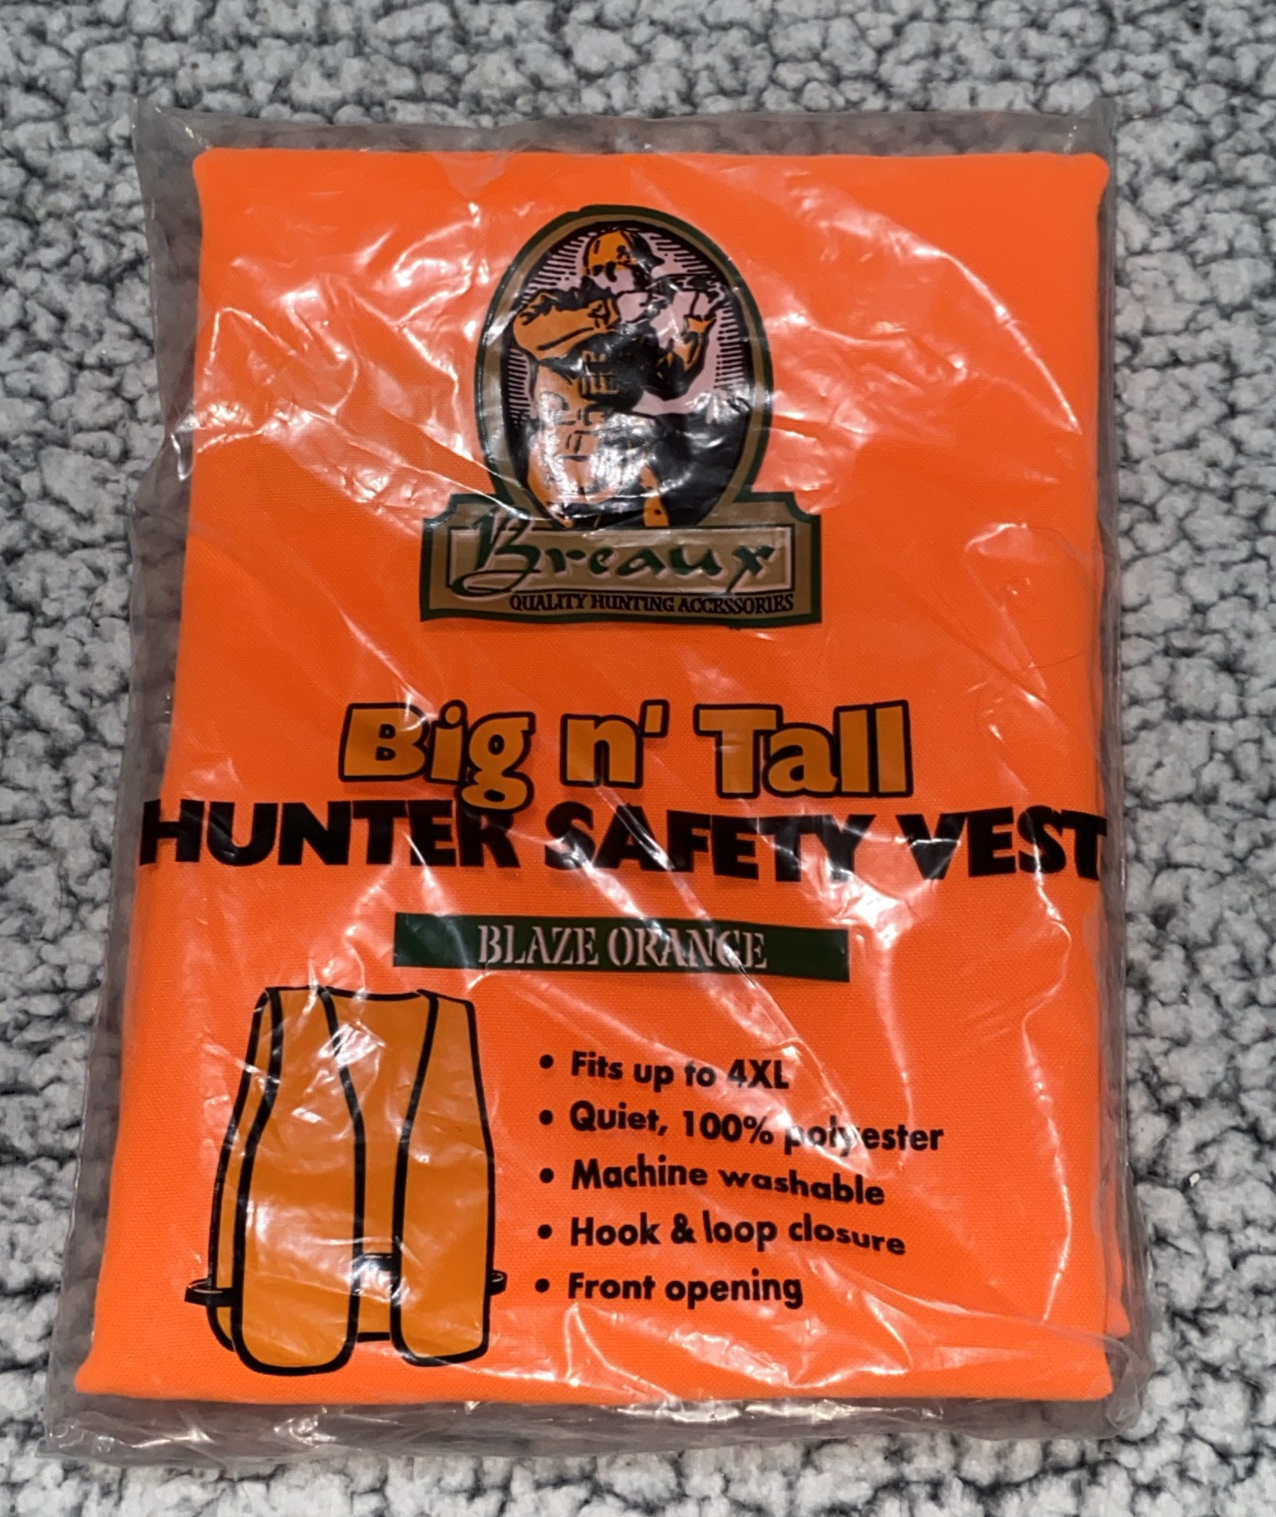 Breaux
QUALITY HUNTING ACCESSORIES
Big n' Tall
HUNTER SAFETY VEST
BLAZE ORANGE
• Fits up to 4XL
• Quiet, 100% polyester
• Machine washable
• Hook & loop closure
• Front opening